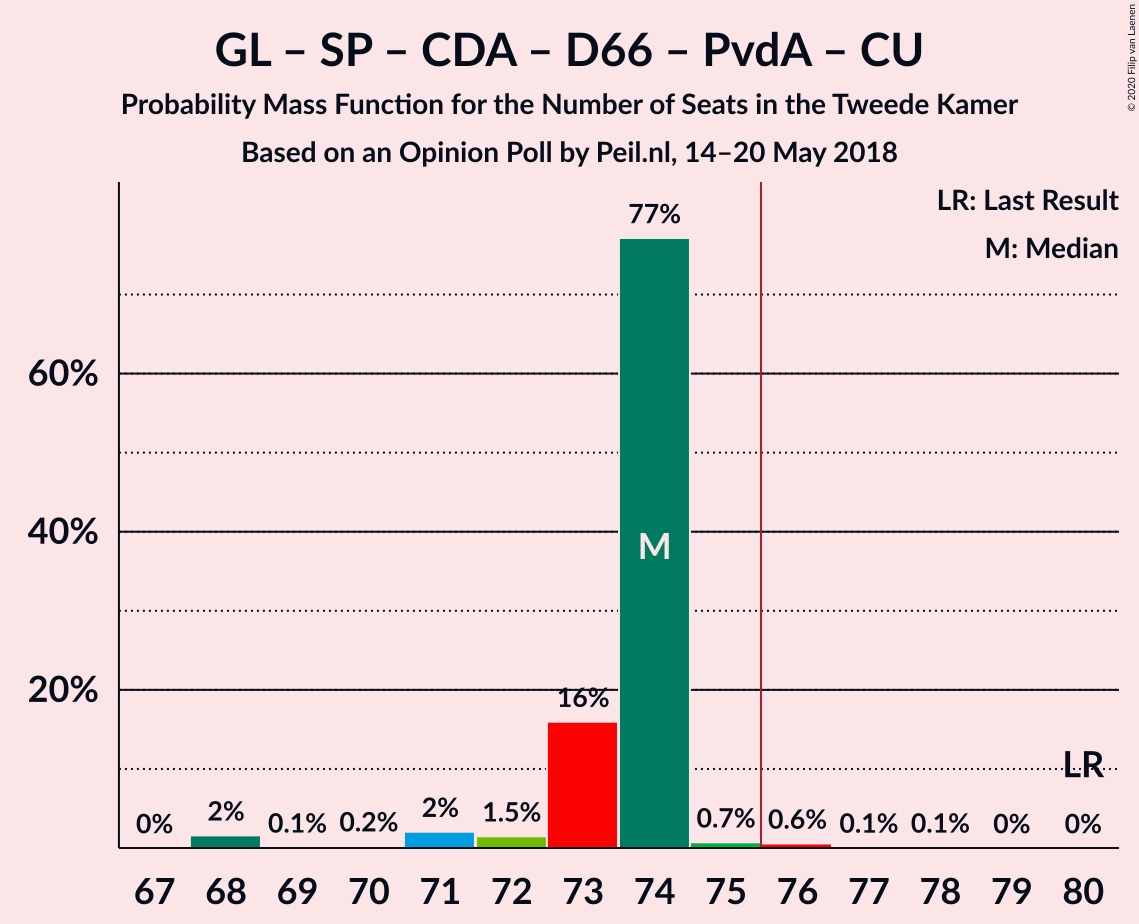 GL – SP – CDA – D66 – PvdA – CU
Probability Mass Function for the Number of Seats in the Tweede Kamer
Based on an Opinion Poll by Peil.nl, 14–20 May 2018
© 2020 Filip van Laenen
LR: Last Result
M: Median
77%
60%
40%
M
20%
16%
LR
0% 2% 0.1% 0.2% 2% 1.5% 0.7% 0.6% 0.1% 0.1% 0% 0%
67 68 69 70 71 72 73 74 75 76 77 78 79 80